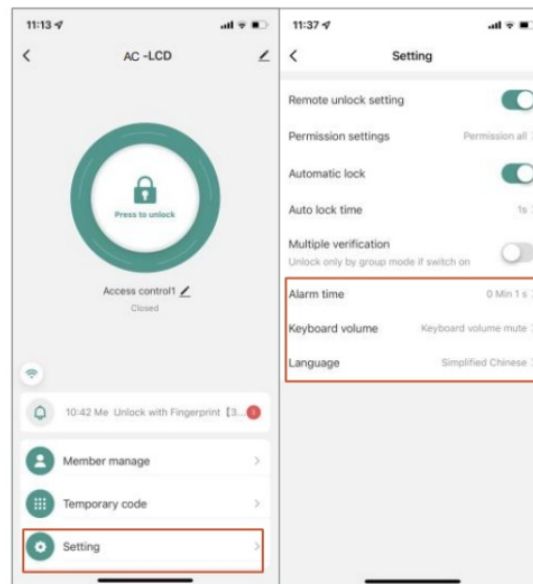 11:13
AC -LCD
Press to unlock
Access control1
Closed
10:42 Me Unlock with Fingerprint【3...
Member manage
Temporary code
Setting
11:37
Setting
Remote unlock setting
Permission settings
Permission all
Automatic lock
Auto lock time
1s
Multiple verification
Unlock only by group mode if switch on
Alarm time
0 Min 1 s
Keyboard volume
Keyboard volume mute
Language
Simplified Chinese